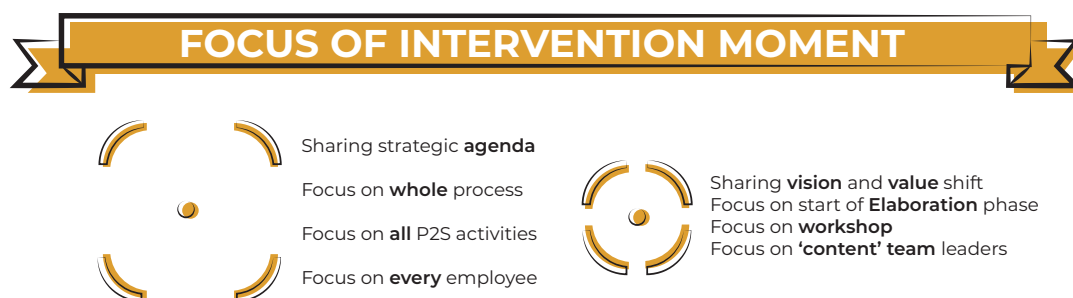 FOCUS OF INTERVENTION MOMENT
Sharing strategic agenda
Focus on whole process
Focus on all P2S activities
Focus on every employee
Sharing vision and value shift
Focus on start of Elaboration phase
Focus on workshop
Focus on ‘content’ team leaders